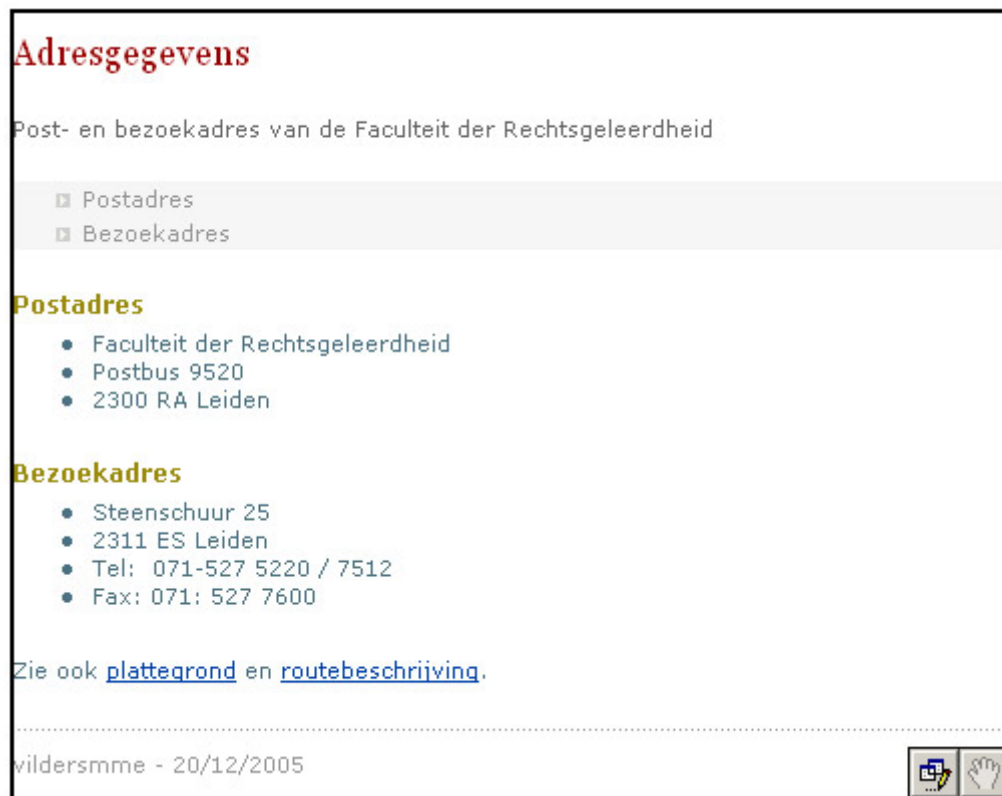 Adresgegevens
Post- en bezoekadres van de Faculteit der Rechtsgeleerdheid
Postadres
Bezoekadres
Postadres
Faculteit der Rechtsgeleerdheid
Postbus 9520
2300 RA Leiden
Bezoekadres
Steenschuur 25
2311 ES Leiden
Tel: 071-527 5220 / 7512
Fax: 071: 527 7600
Zie ook plattegrond en routebeschrijving.
vildersmme - 20/12/2005